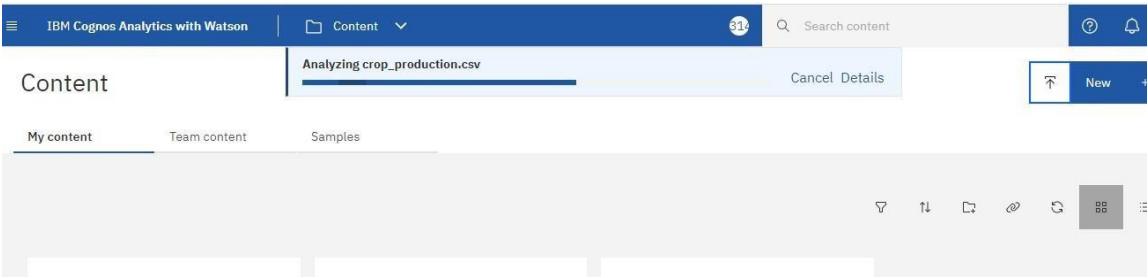 IBM Cognos Analytics with Watson
Content
314
Search content
Analyzing crop_production.csv
Cancel Details
Content
New
My content
Team content
Samples